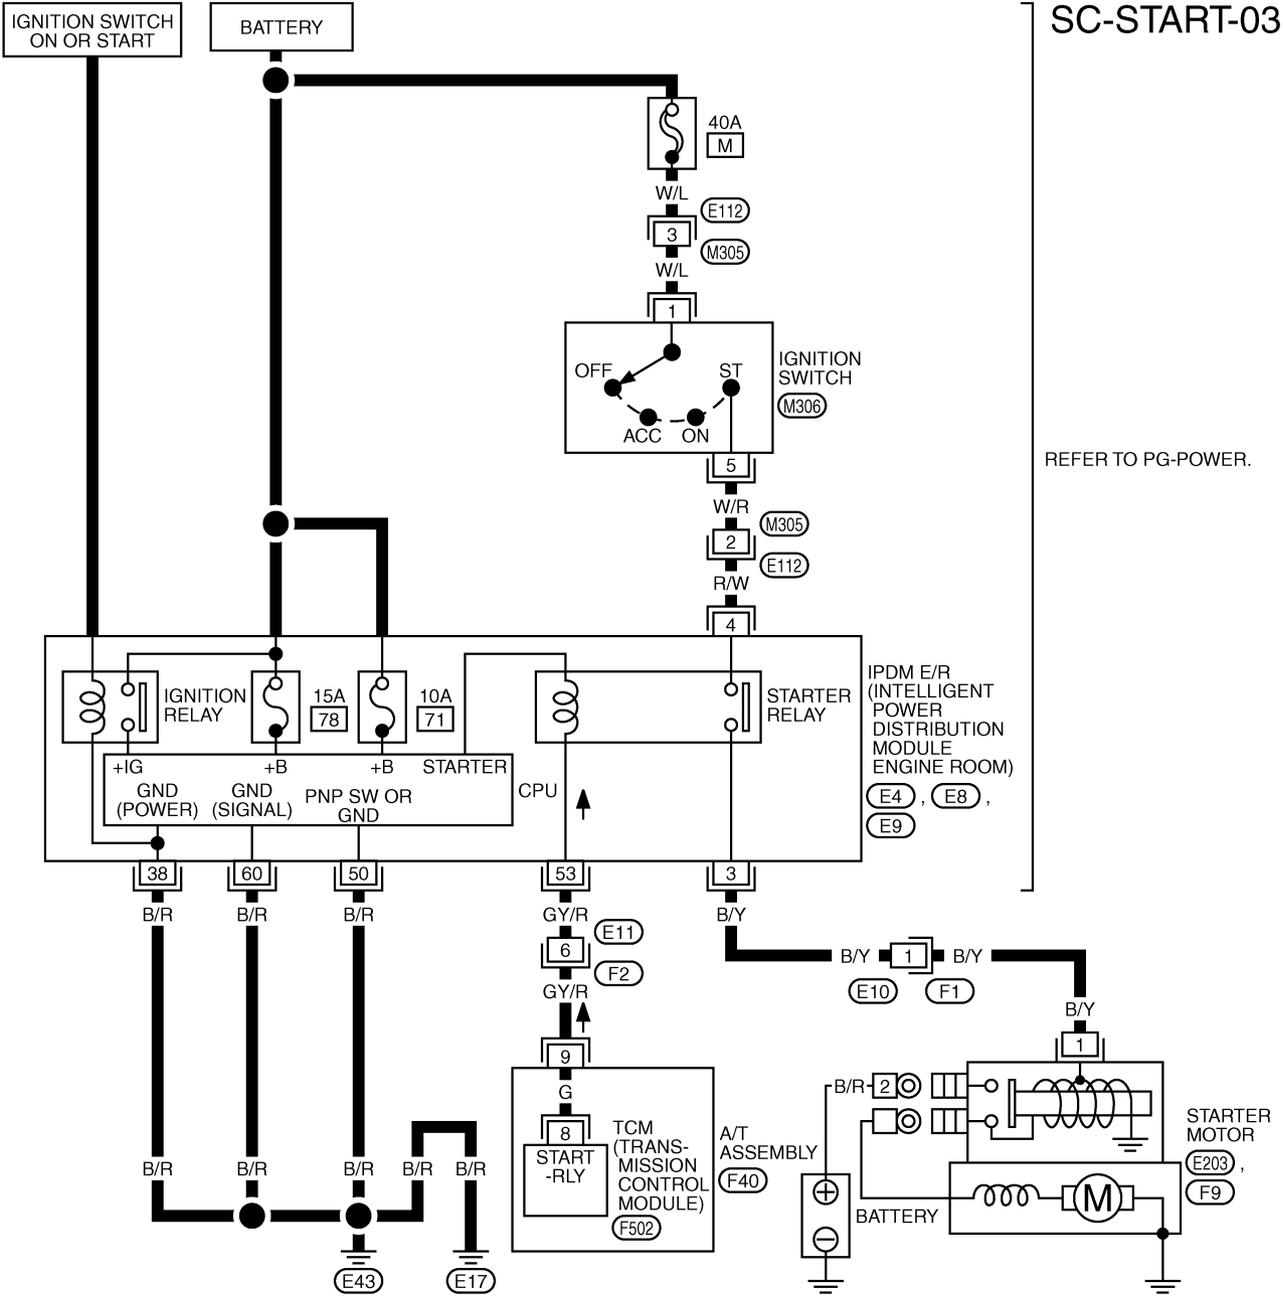 SC-START-03
IGNITION SWITCH
ON OR START
BATTERY
40A
M
W/L
E112
3
M305
W/L
1
OFF
ST
ACC
ON
IGNITION
SWITCH
M306
5
W/R
M305
2
E112
R/W
4
REFER TO PG-POWER.
IGNITION
RELAY
15A
78
10A
71
STARTER
RELAY
IPDM E/R
(INTELLIGENT
POWER
DISTRIBUTION
MODULE
ENGINE ROOM)
E4 , E8 ,
E9
+IG
+B
+B
STARTER
GND
(POWER)
GND
(SIGNAL)
PNP SW OR
GND
CPU
38
60
50
53
3
B/R
B/R
B/R
GY/R
B/Y
E11
6
F2
GY/R
B/Y
1
B/Y
E10
F1
B/Y
9
1
G
8
START
-RLY
TCM
(TRANS-
MISSION
CONTROL
MODULE)
F502
A/T
ASSEMBLY
F40
B/R
2
STARTER
MOTOR
E203 ,
F9
M
+
−
BATTERY
B/R
B/R
B/R
B/R
B/R
E43
E17